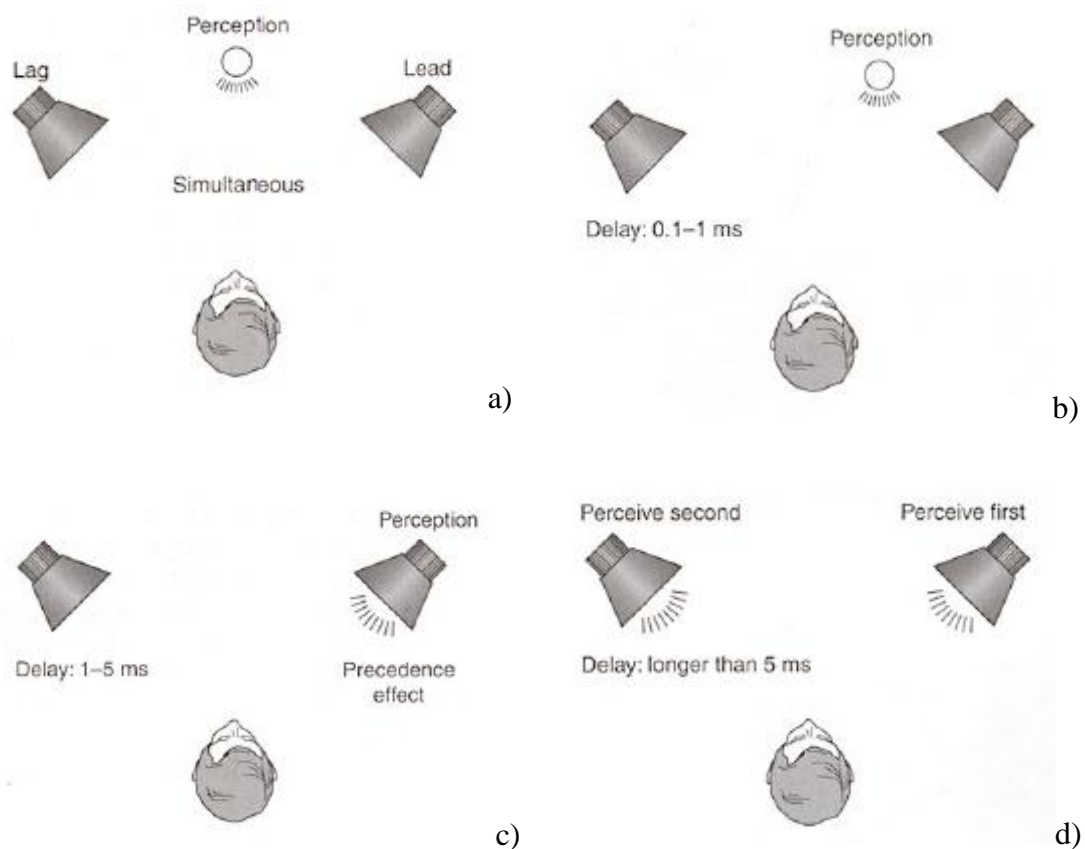 Perception
Lag
Lead
Simultaneous
a)
Perception
Delay: 0.1–1 ms
b)
Perception
Delay: 1–5 ms
Precedence
effect
c)
Perceive second
Perceive first
Delay: longer than 5 ms
d)